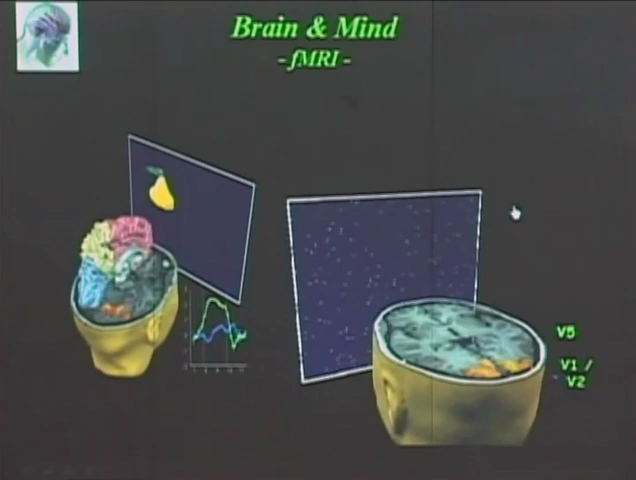 Brain & Mind
- fMRI -
V5
V1 /
V2